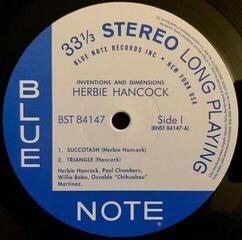 33⅓ STEREO LONG PLAYING
BLUE NOTE RECORDS INC • NEW YORK USA
INVENTIONS AND DIMENSIONS
HERBIE HANCOCK
BST 84147
Side 1
(BNST 84147-A)
1. SUCCOTASH (Herbie Hancock)
2. TRIANGLE (Hancock)
Herbie Hancock, Paul Chambers,
Willie Bobo, Osvaldo "Chihuahua"
Martinez.
BLUE
NOTE